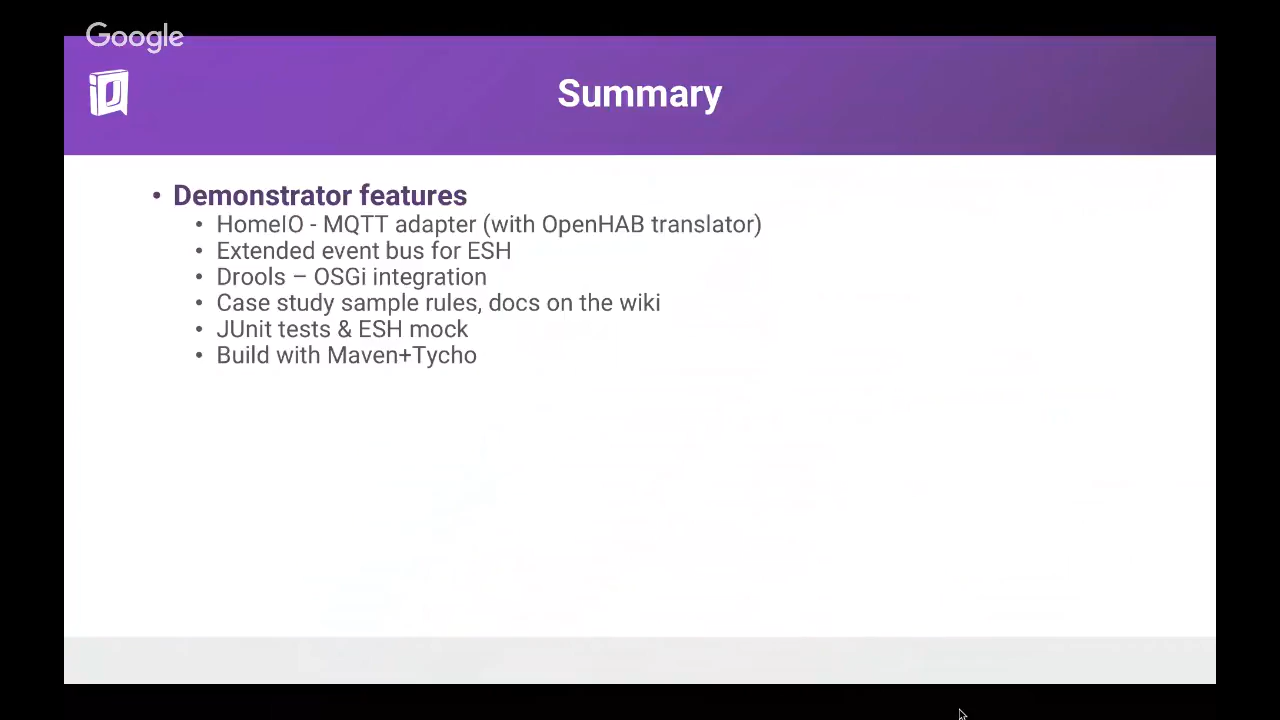 Google
Summary
• Demonstrator features
• HomeIO - MQTT adapter (with OpenHAB translator)
• Extended event bus for ESH
• Drools – OSGi integration
• Case study sample rules, docs on the wiki
• JUnit tests & ESH mock
• Build with Maven+Tycho